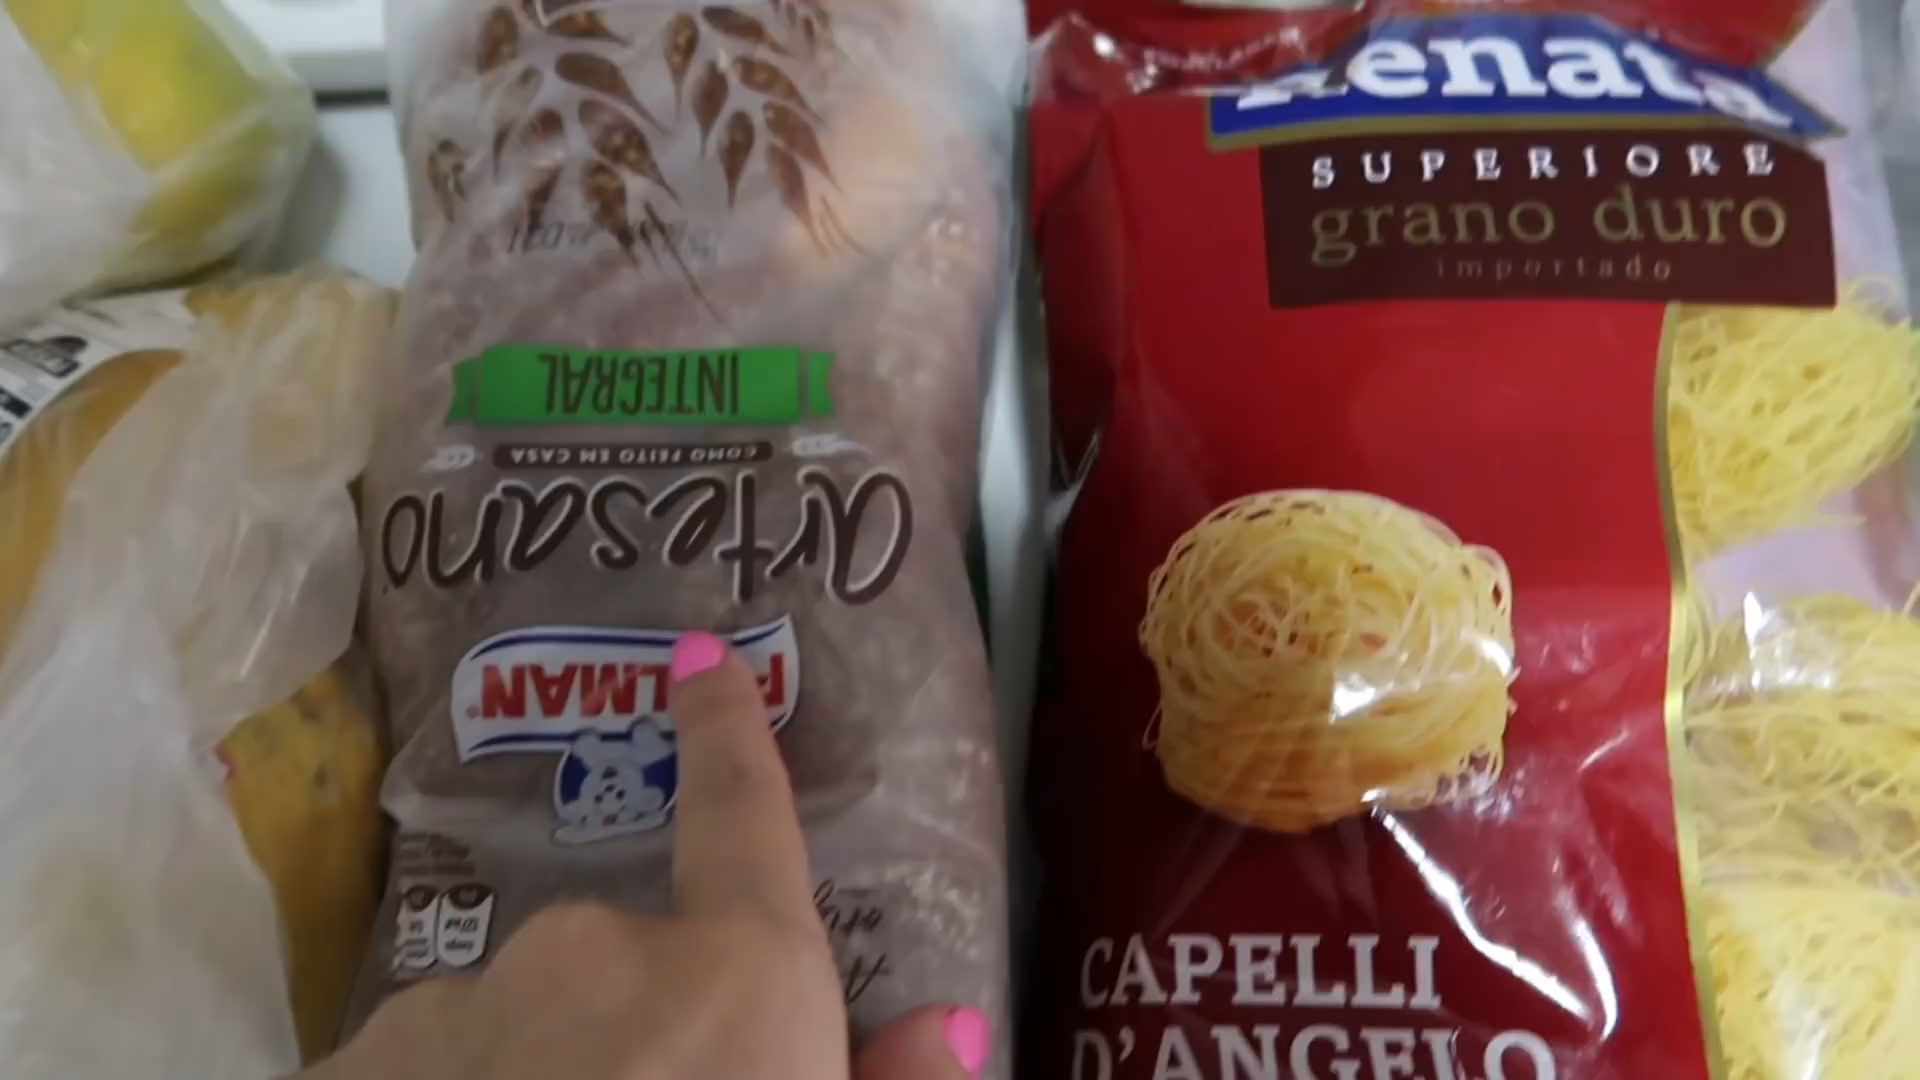 INTEGRAL
COMO FEITO EM CASA
artesano
Renata
SUPERIORE
grano duro
importado
CAPELLI
D'ANGELO